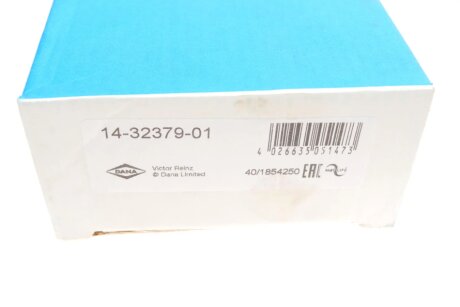 14-32379-01
4 026635 051473
DANA
Victor Reinz
© Dana Limited
40/1854250 EAC